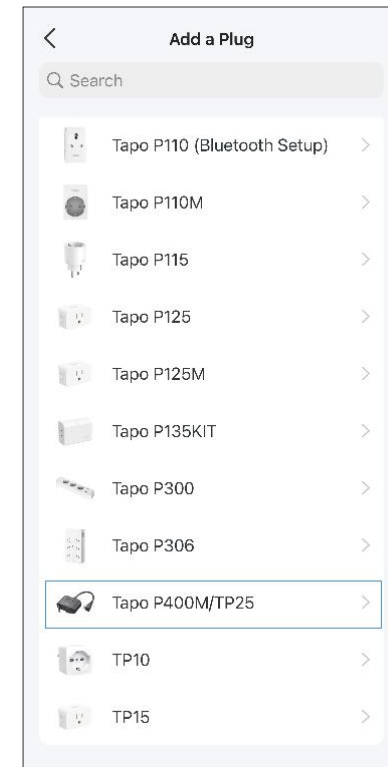 Add a Plug
Search
Tapo P110 (Bluetooth Setup)
Tapo P110M
Tapo P115
Tapo P125
Tapo P125M
Tapo P135KIT
Tapo P300
Tapo P306
Tapo P400M/TP25
TP10
TP15